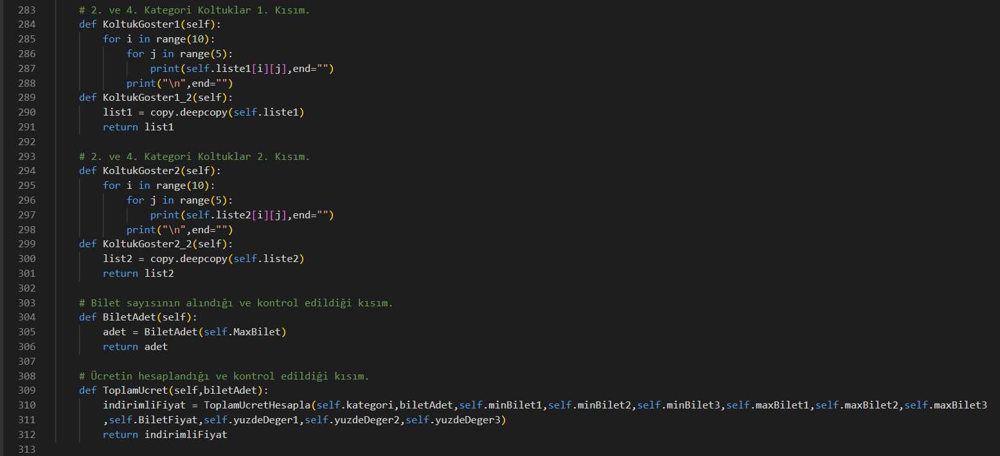 283 # 2. ve 4. Kategori Koltuklar 1. Kısım.
284 def KoltukGoster1(self):
285 for i in range(10):
286 for j in range(5):
287 print(self.liste1[i][j],end="")
288 print("\n",end="")
289 def KoltukGoster1_2(self):
290 list1 = copy.deepcopy(self.liste1)
291 return list1
292
293 # 2. ve 4. Kategori Koltuklar 2. Kısım.
294 def KoltukGoster2(self):
295 for i in range(10):
296 for j in range(5):
297 print(self.liste2[i][j],end="")
298 print("\n",end="")
299 def KoltukGoster2_2(self):
300 list2 = copy.deepcopy(self.liste2)
301 return list2
302
303 # Bilet sayısının alındığı ve kontrol edildiği kısım.
304 def BiletAdet(self):
305 adet = BiletAdet(self.MaxBilet)
306 return adet
307
308 # Ücretin hesaplandığı ve kontrol edildiği kısım.
309 def ToplamUcret(self,biletAdet):
310 indirimliFiyat = ToplamUcretHesapla(self.kategori,biletAdet,self.minBilet1,self.minBilet2,self.minBilet3,self.maxBilet1,self.maxBilet2,self.maxBilet3
311 ,self.BiletFiyat,self.yuzdeDeger1,self.yuzdeDeger2,self.yuzdeDeger3)
312 return indirimliFiyat
313